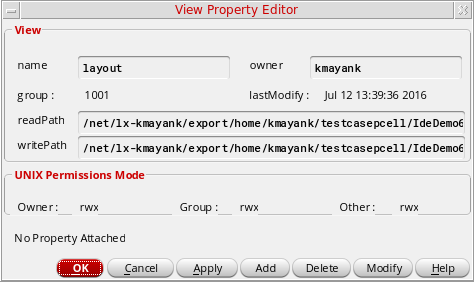 View Property Editor
View
name layout owner kmayank
group : 1001 lastModify : Jul 12 13:39:36 2016
readPath /net/lx-kmayank/export/home/kmayank/testcasepcell/IdeDemo6
writePath /net/lx-kmayank/export/home/kmayank/testcasepcell/IdeDemo6
UNIX Permissions Mode
Owner : rwx Group : rwx Other : rwx
No Property Attached
OK Cancel Apply Add Delete Modify Help